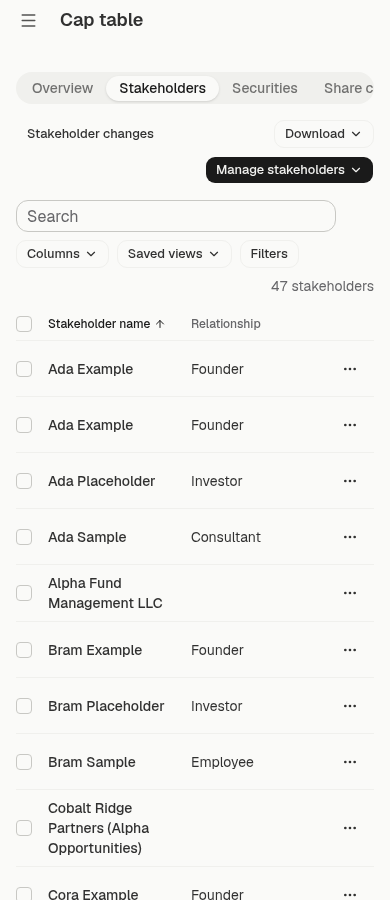 Cap table
Overview
Stakeholders
Securities
Share c
Stakeholder changes
Download
Manage stakeholders
Search
Columns
Saved views
Filters
47 stakeholders
Stakeholder name ↑
Relationship
Ada Example
Founder
Ada Example
Founder
Ada Placeholder
Investor
Ada Sample
Consultant
Alpha Fund
Management LLC
Bram Example
Founder
Bram Placeholder
Investor
Bram Sample
Employee
Cobalt Ridge
Partners (Alpha
Opportunities)
Cora Example
Founder